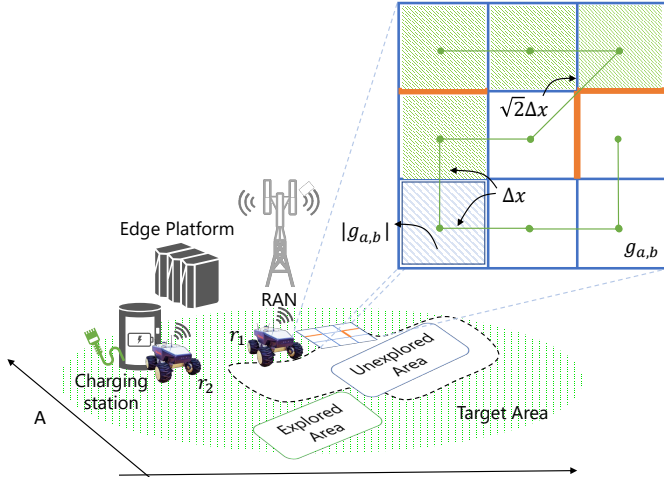 √2Δx
Δx
|g_{a,b}|
g_{a,b}
Edge Platform
RAN
r_1
Charging
station
r_2
Unexplored
Area
Explored
Area
Target Area
A